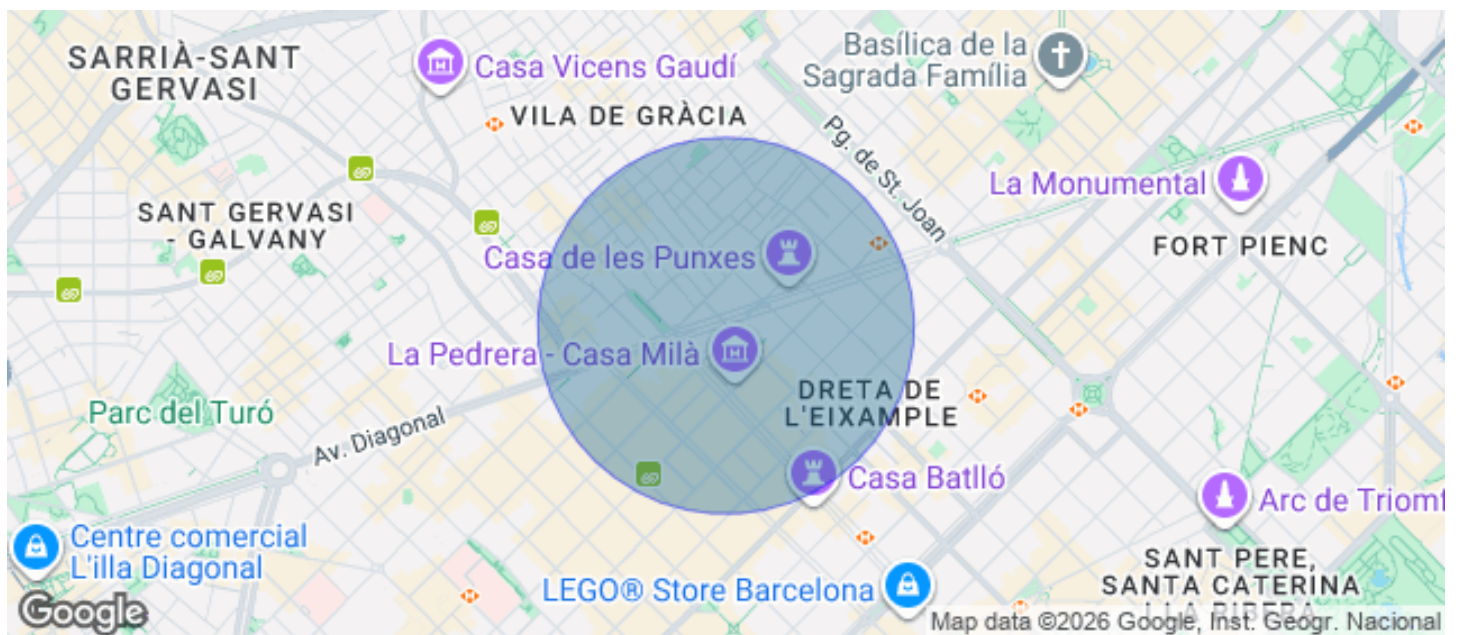 SARRIÀ-SANT
GERVASI
Casa Vicens Gaudí
Basílica de la
Sagrada Família
VILA DE GRÀCIA
Pg. de St. Joan
La Monumental
SANT GERVASI
- GALVANY
FORT PIENC
Casa de les Punxes
La Pedrera - Casa Milà
DRETA DE
L'EIXAMPLE
Parc del Turó
Av. Diagonal
Casa Batlló
Arc de Triomf
Centre comercial
L'illa Diagonal
SANT PERE,
SANTA CATERINA
I LA RIBERA
LEGO® Store Barcelona
Google
Map data ©2026 Google, Inst. Geogr. Nacional